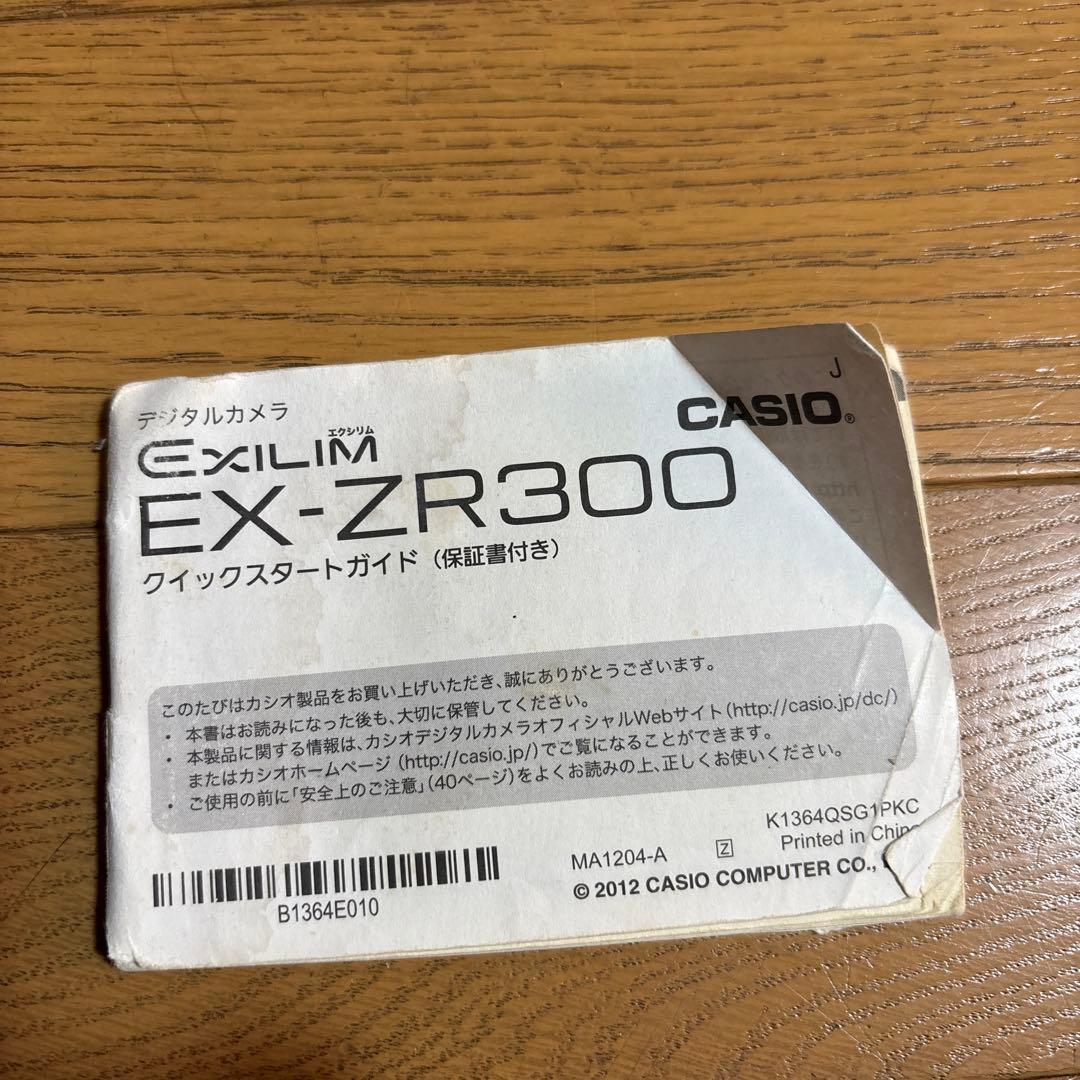 J
CASIO®
デジタルカメラ
エクシリム
EXILIM
EX-ZR300
クイックスタートガイド（保証書付き）
このたびはカシオ製品をお買い上げいただき、誠にありがとうございます。
・ 本書はお読みになった後も、大切に保管してください。
・ 本製品に関する情報は、カシオデジタルカメラオフィシャルWebサイト(http://casio.jp/dc/)
またはカシオホームページ(http://casio.jp/)でご覧になることができます。
・ ご使用の前に「安全上のご注意」(40ページ)をよくお読みの上、正しくお使いください。
K1364QSG1PKC
Printed in China
MA1204-A Z
© 2012 CASIO COMPUTER CO.,
B1364E010